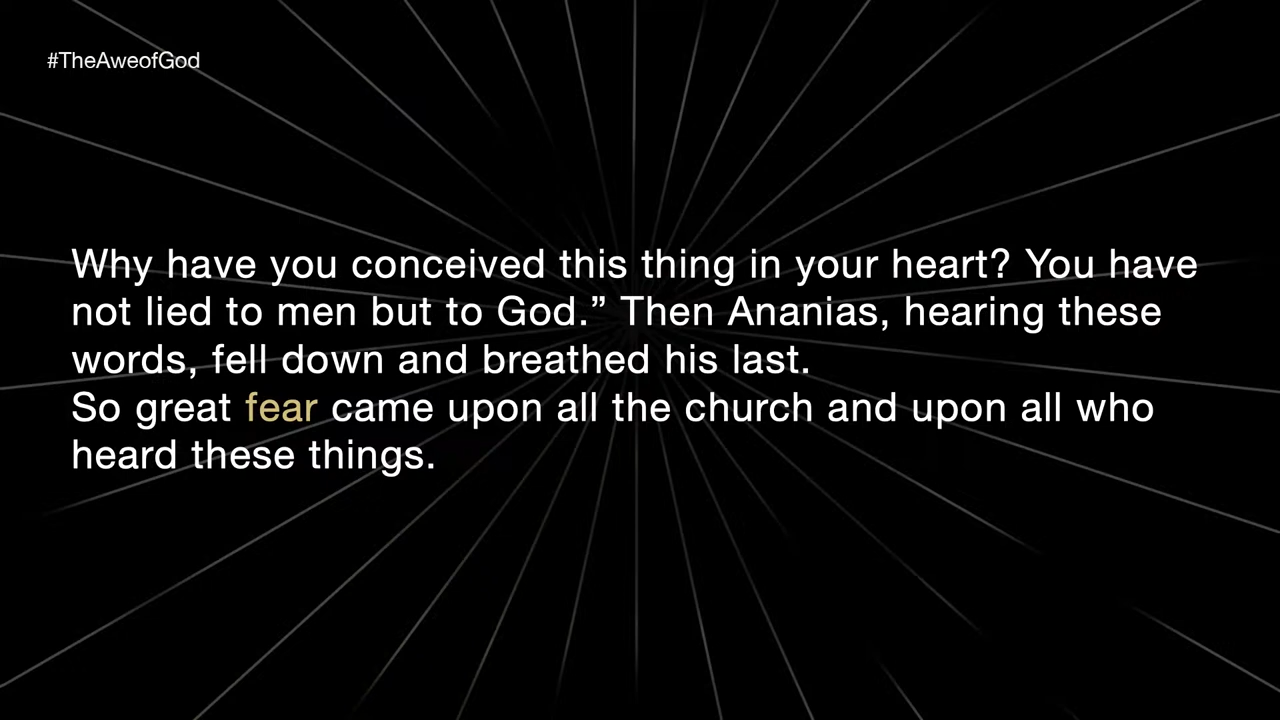 #TheAweofGod
Why have you conceived this thing in your heart? You have
not lied to men but to God.” Then Ananias, hearing these
words, fell down and breathed his last.
So great fear came upon all the church and upon all who
heard these things.